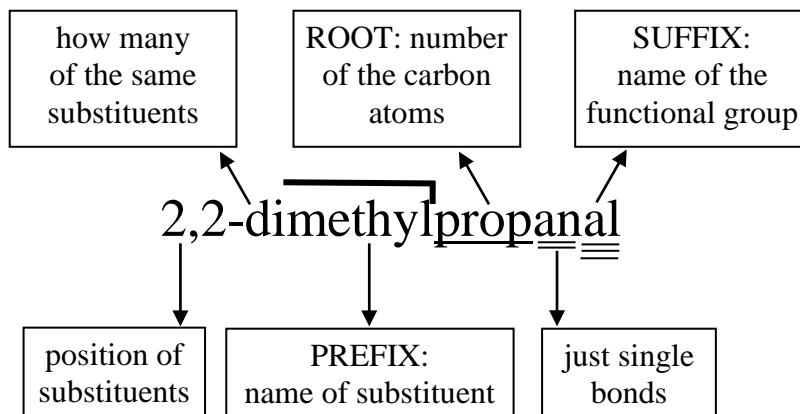 how many
of the same
substituents
ROOT: number
of the carbon
atoms
SUFFIX:
name of the
functional group
2,2-dimethylpropanal
position of
substituents
PREFIX:
name of substituent
just single
bonds